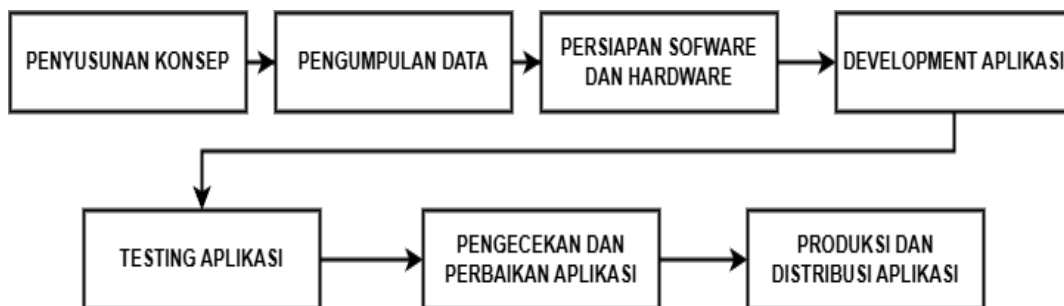 PENYUSUNAN KONSEP
PENGUMPULAN DATA
PERSIAPAN SOFWARE
DAN HARDWARE
DEVELOPMENT APLIKASI
TESTING APLIKASI
PENGECEKAN DAN
PERBAIKAN APLIKASI
PRODUKSI DAN
DISTRIBUSI APLIKASI